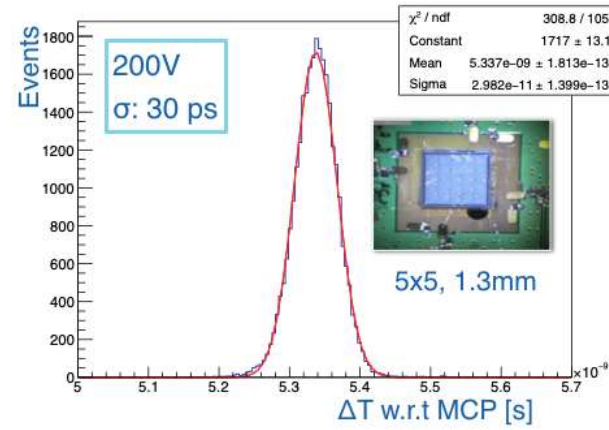 χ² / ndf 308.8 / 105
Constant 1717 ± 13.1
Mean 5.337e−09 ± 1.813e−13
Sigma 2.982e−11 ± 1.399e−13
Events
1800
1600
1400
1200
1000
800
600
400
200
0
200V
σ: 30 ps
5x5, 1.3mm
5 5.1 5.2 5.3 5.4 5.5 5.6 5.7
×10⁻⁹
ΔT w.r.t MCP [s]